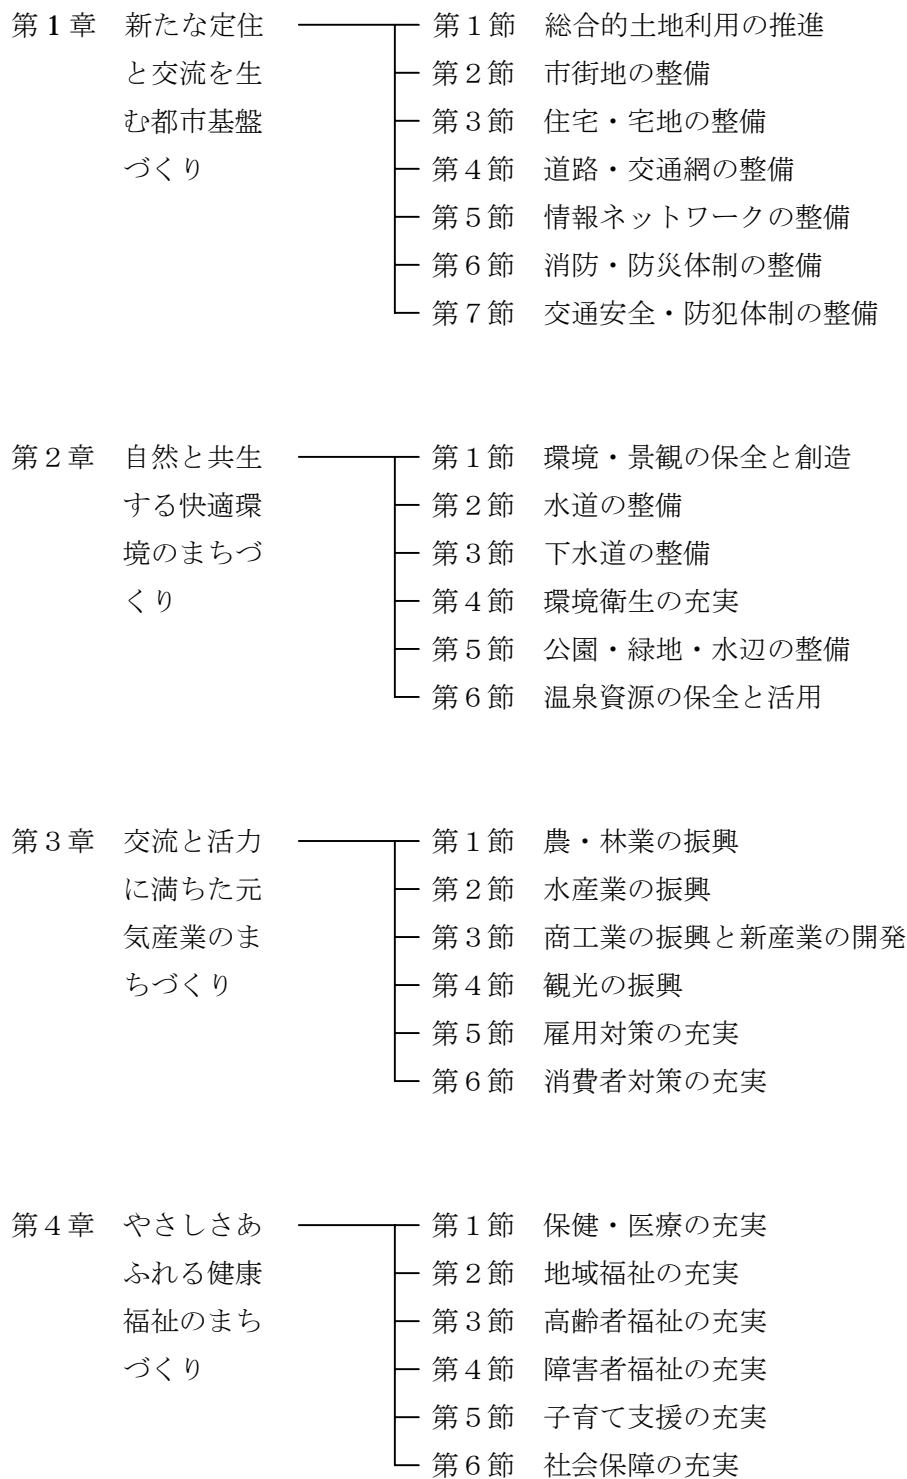 第1章 新たな定住 第1節 総合的土地利用の推進
と交流を生 第2節 市街地の整備
む都市基盤 第3節 住宅・宅地の整備
づくり 第4節 道路・交通網の整備
第5節 情報ネットワークの整備
第6節 消防・防災体制の整備
第7節 交通安全・防犯体制の整備
第2章 自然と共生 第1節 環境・景観の保全と創造
する快適環 第2節 水道の整備
境のまちづ 第3節 下水道の整備
くり 第4節 環境衛生の充実
第5節 公園・緑地・水辺の整備
第6節 温泉資源の保全と活用
第3章 交流と活力 第1節 農・林業の振興
に満ちた元 第2節 水産業の振興
気産業のま 第3節 商工業の振興と新産業の開発
ちづくり 第4節 観光の振興
第5節 雇用対策の充実
第6節 消費者対策の充実
第4章 やさしさあ 第1節 保健・医療の充実
ふれる健康 第2節 地域福祉の充実
福祉のまち 第3節 高齢者福祉の充実
づくり 第4節 障害者福祉の充実
第5節 子育て支援の充実
第6節 社会保障の充実